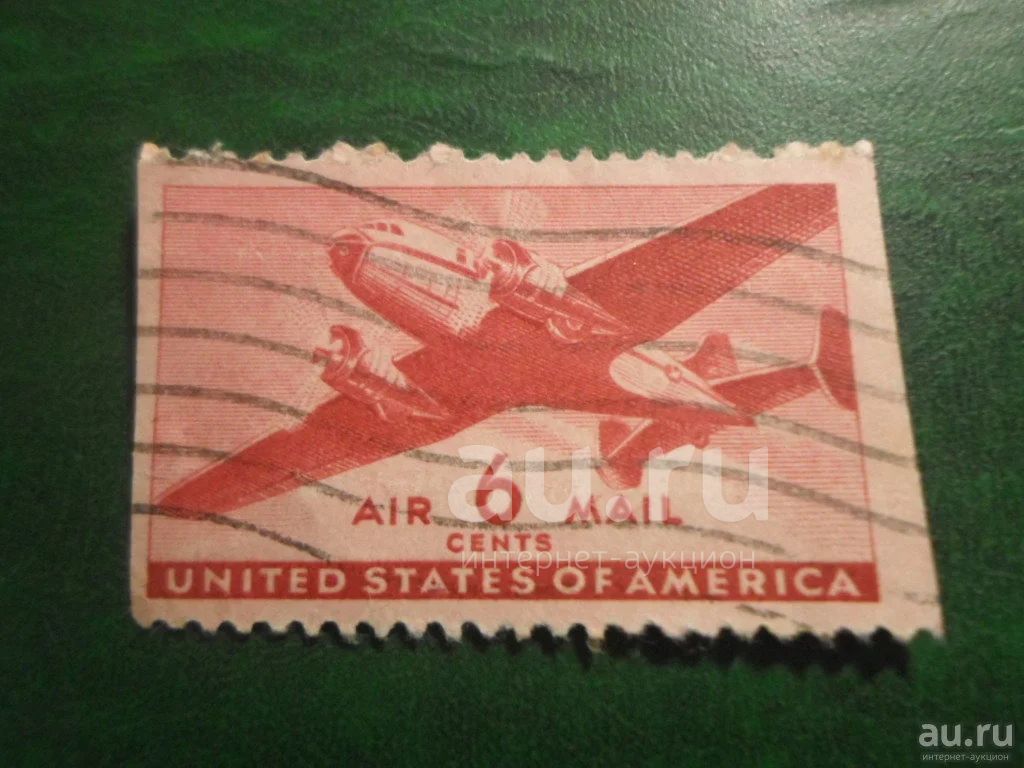 AIR 6 MAIL
CENTS
UNITED STATES OF AMERICA
au.ru
интернет-аукцион
au.ru
интернет-аукцион